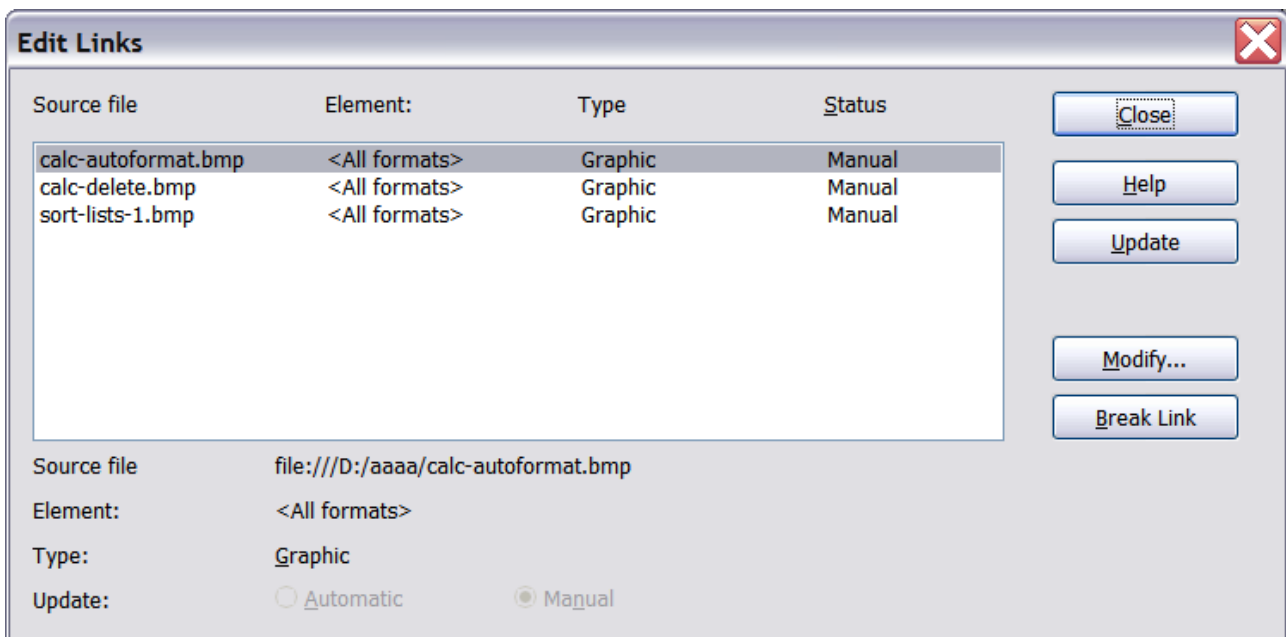 Edit Links
Source file Element: Type Status
Close
calc-autoformat.bmp <All formats> Graphic Manual
calc-delete.bmp <All formats> Graphic Manual
Help
sort-lists-1.bmp <All formats> Graphic Manual
Update
Modify...
Break Link
Source file file:///D:/aaaa/calc-autoformat.bmp
Element: <All formats>
Type: Graphic
Update: Automatic Manual